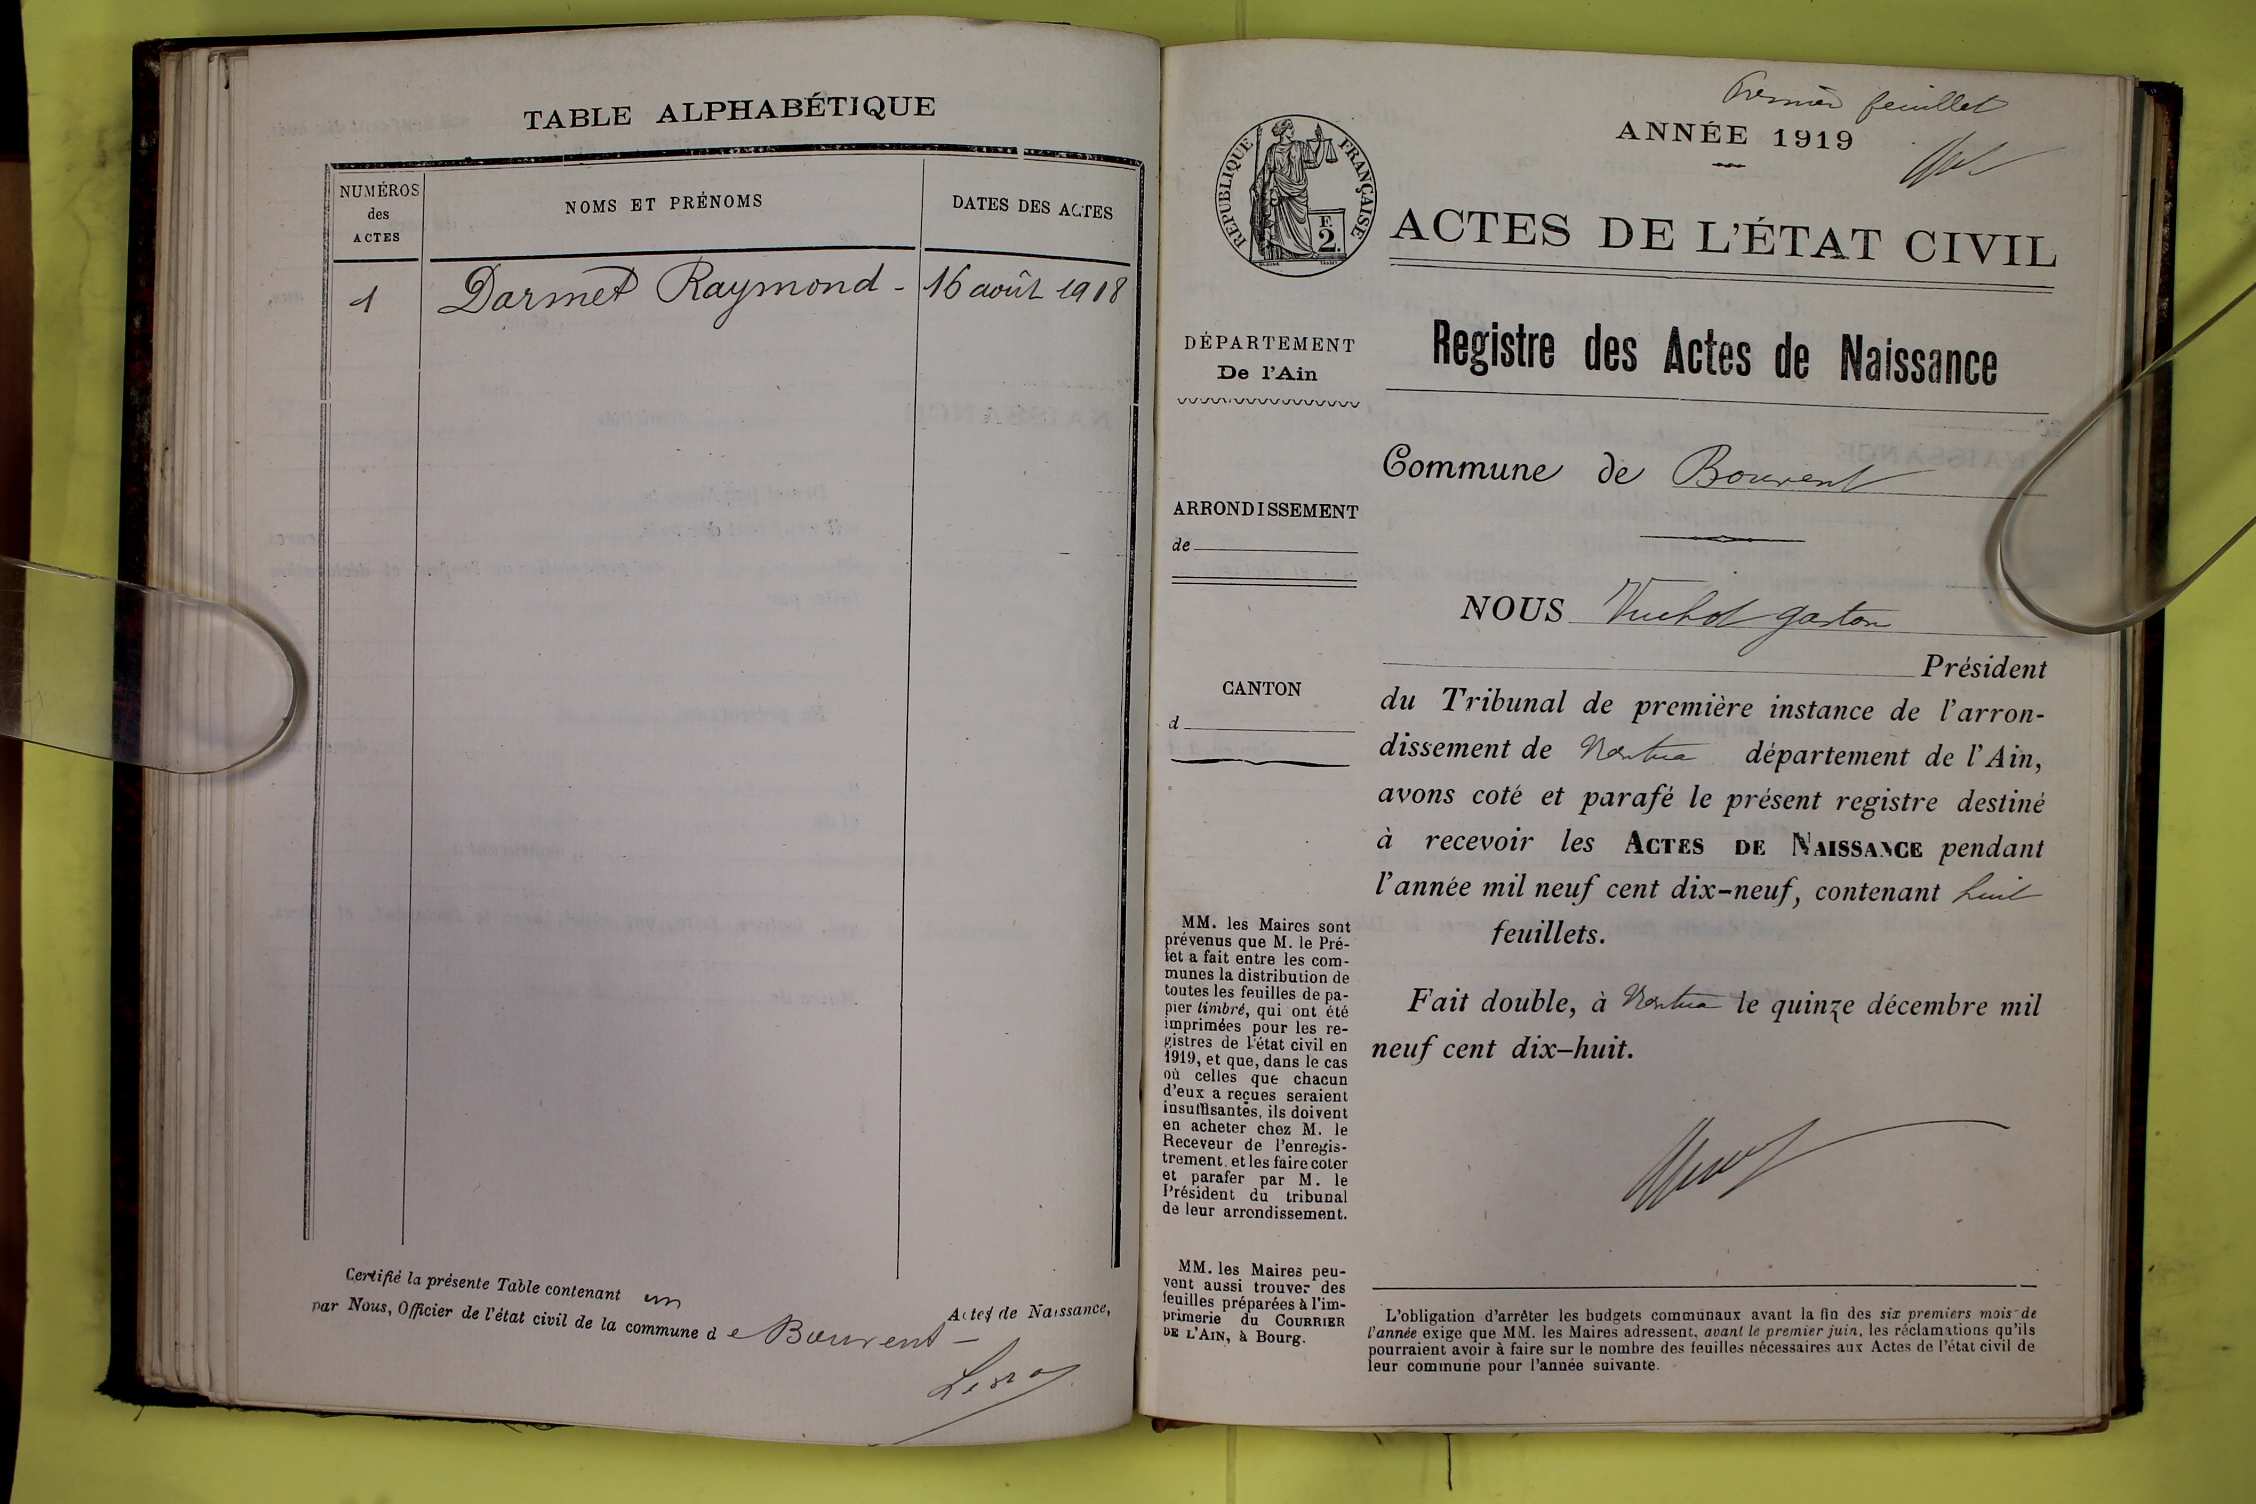 TABLE ALPHABÉTIQUE
NUMÉROS
des
ACTES
NOMS ET PRÉNOMS
DATES DES ACTES
1
Darmet Raymond -
16 août 1918
Certifié la présente Table contenant un Actes de Naissance,
par Nous, Officier de l'état civil de la commune d e Bouvent -
Premier feuillet
ANNÉE 1919
RÉPUBLIQUE FRANÇAISE
F.
2.
ACTES DE L'ÉTAT CIVIL
DÉPARTEMENT
De l'Ain
ARRONDISSEMENT
de
CANTON
d
MM. les Maires sont
prévenus que M. le Pré-
fet a fait entre les com-
munes la distribution de
toutes les feuilles de pa-
pier timbré, qui ont été
imprimées pour les re-
gistres de l'état civil en
1919, et que, dans le cas
où celles que chacun
d'eux a reçues seraient
insuffisantes, ils doivent
en acheter chez M. le
Receveur de l'enregis-
trement. et les faire coter
et parafer par M. le
Président du tribunal
de leur arrondissement.
MM. les Maires peu-
vent aussi trouver des
feuilles préparées à l'im-
primerie du COURRIER
DE L'AIN, à Bourg.
Registre des Actes de Naissance
Commune de Bouvent
NOUS Gaston
Président
du Tribunal de première instance de l'arron-
dissement de Nantua département de l'Ain,
avons coté et parafé le présent registre destiné
à recevoir les ACTES DE NAISSANCE pendant
l'année mil neuf cent dix-neuf, contenant huit
feuillets.
Fait double, à Nantua le quinze décembre mil
neuf cent dix-huit.
L'obligation d'arrêter les budgets communaux avant la fin des six premiers mois de
l'année exige que MM. les Maires adressent, avant le premier juin, les réclamations qu'ils
pourraient avoir à faire sur le nombre des feuilles nécessaires aux Actes de l'état civil de
leur commune pour l'année suivante.